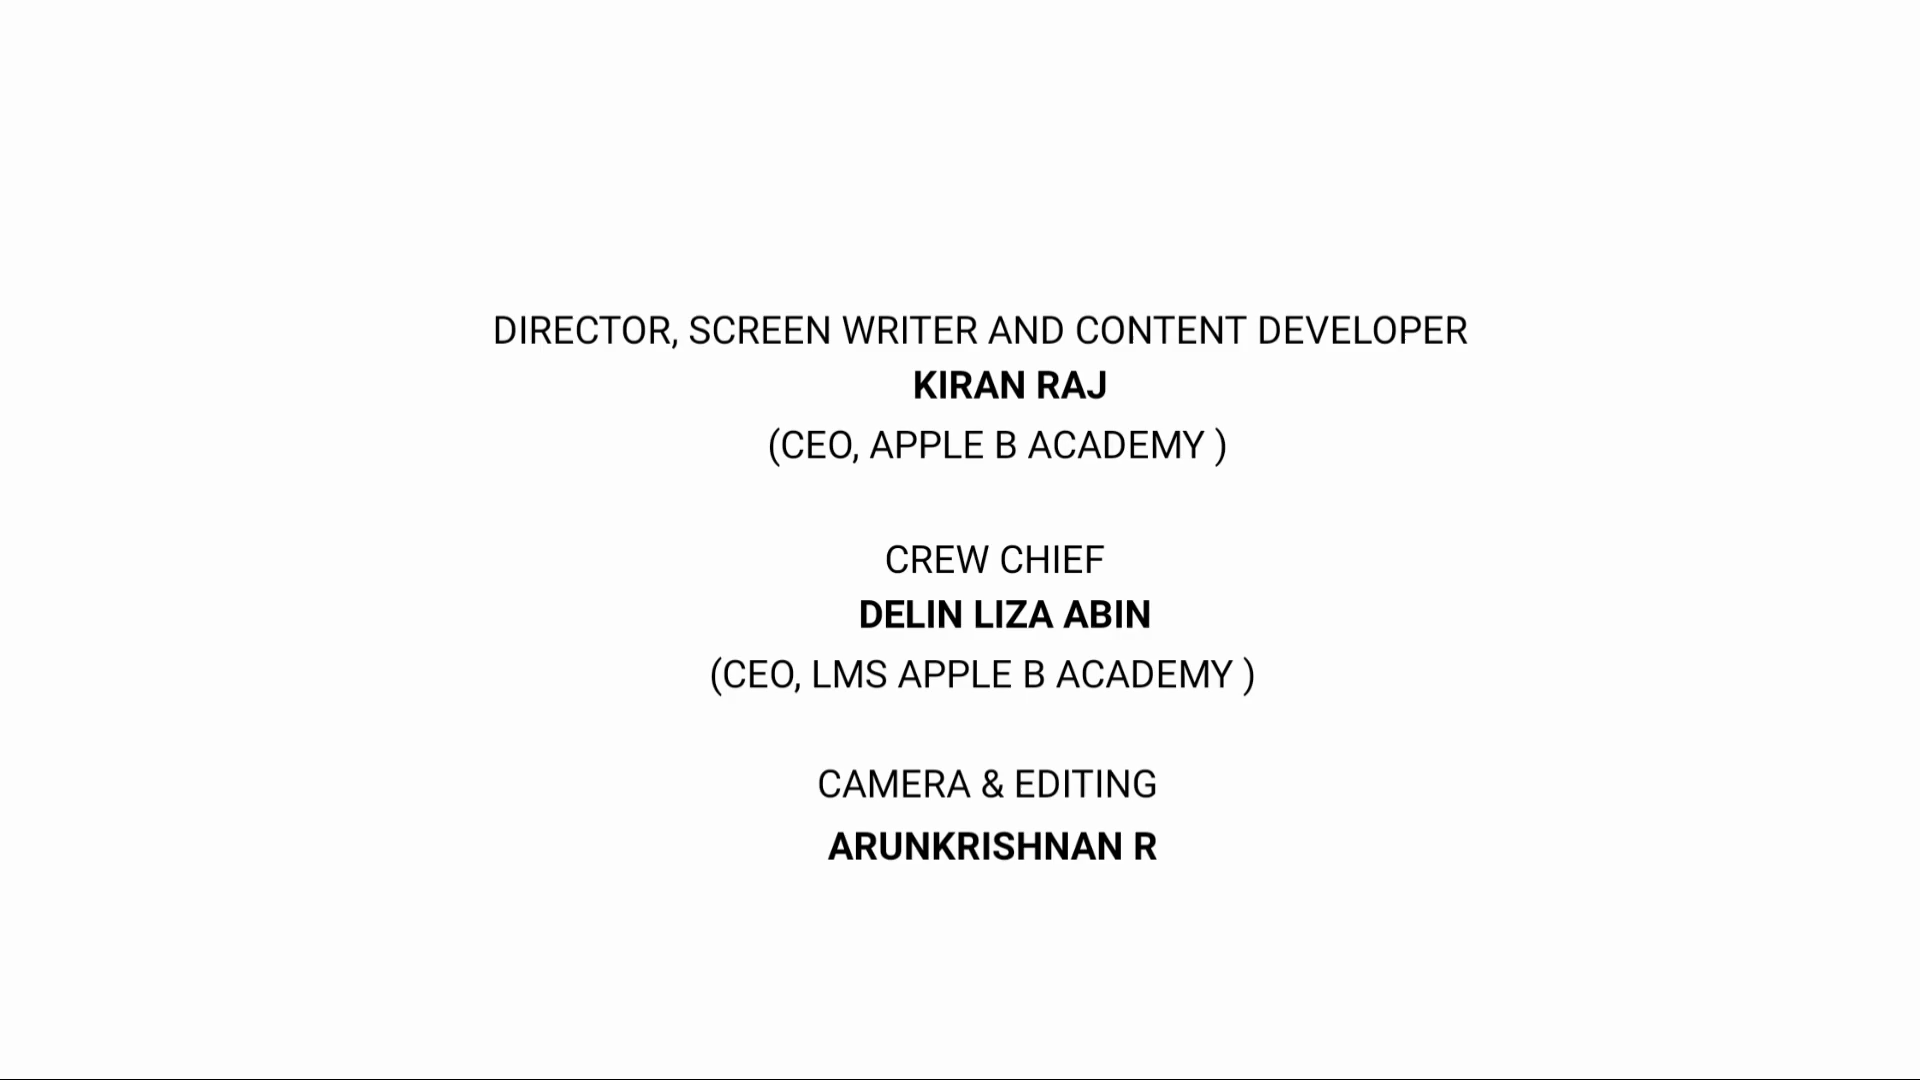 DIRECTOR, SCREEN WRITER AND CONTENT DEVELOPER
KIRAN RAJ
(CEO, APPLE B ACADEMY )
CREW CHIEF
DELIN LIZA ABIN
(CEO, LMS APPLE B ACADEMY )
CAMERA & EDITING
ARUNKRISHNAN R